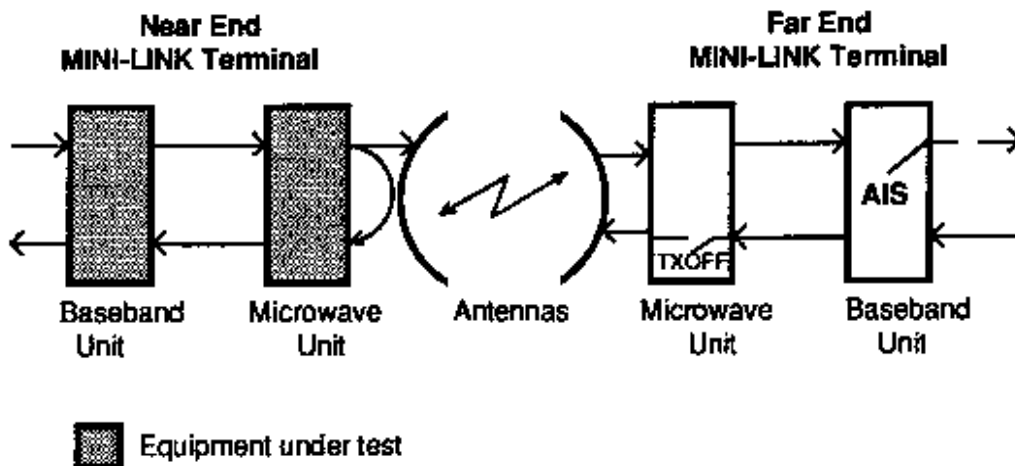 Near End
MINI-LINK Terminal
Far End
MINI-LINK Terminal
AIS
TXOFF
Baseband
Unit
Microwave
Unit
Antennas
Microwave
Unit
Baseband
Unit
Equipment under test